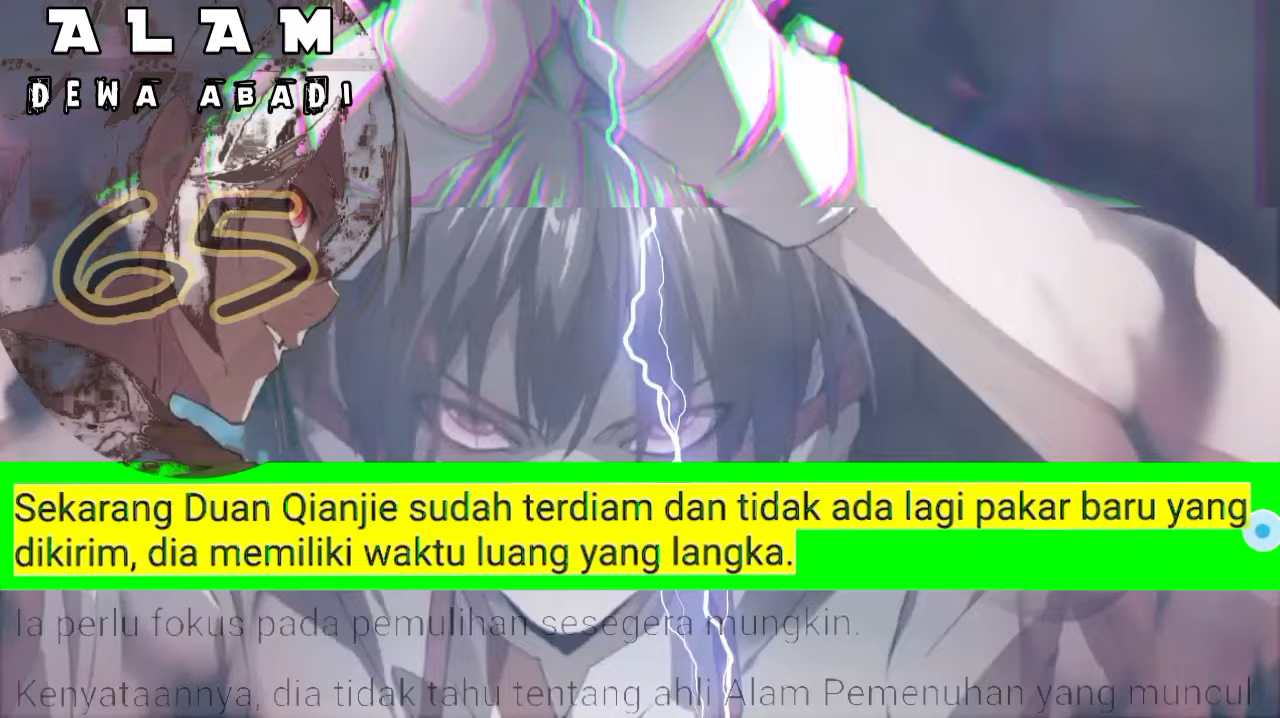 ALAM
DEWA ABADI
65
Sekarang Duan Qianjie sudah terdiam dan tidak ada lagi pakar baru yang
dikirim, dia memiliki waktu luang yang langka.
Ia perlu fokus pada pemulihan sesegera mungkin.
Kenyataannya, dia tidak tahu tentang ahli Alam Pemenuhan yang muncul